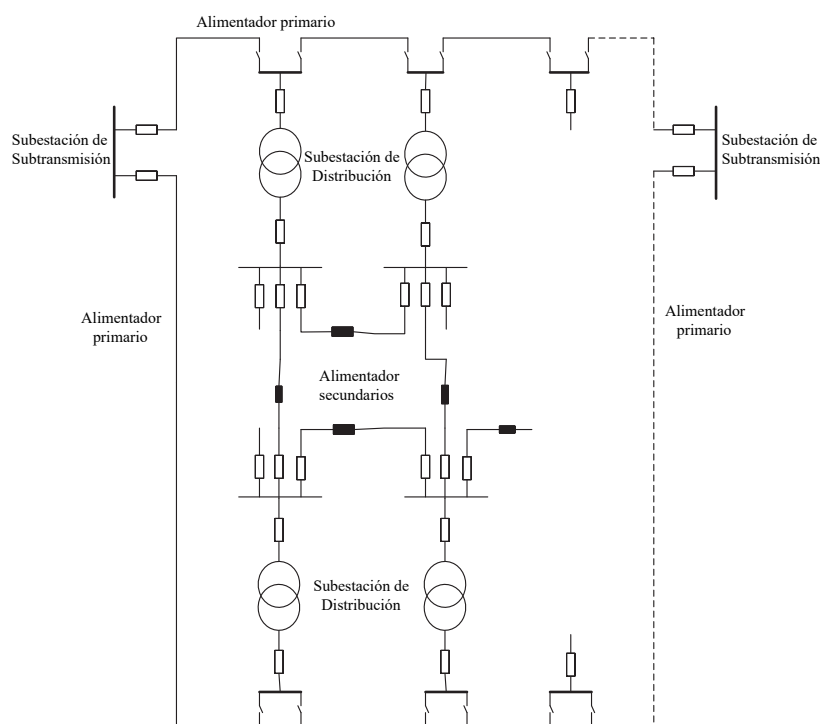 Alimentador primario
Subestación de
Subtransmisión
Subestación de
Distribución
Subestación de
Subtransmisión
Alimentador
primario
Alimentador
primario
Alimentador
secundarios
Subestación de
Distribución